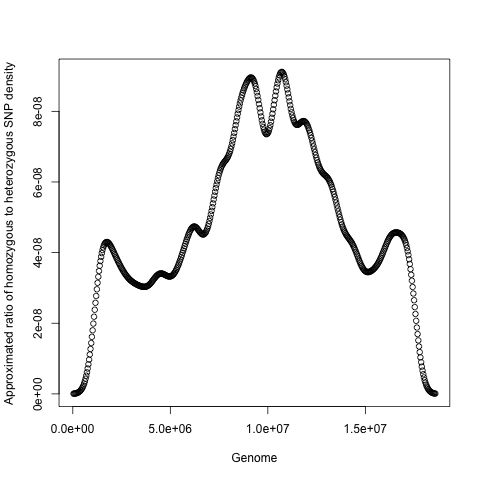 Approximated ratio of homozygous to heterozygous SNP density
8e-08
6e-08
4e-08
2e-08
0e+00
0.0e+00 5.0e+06 1.0e+07 1.5e+07
Genome